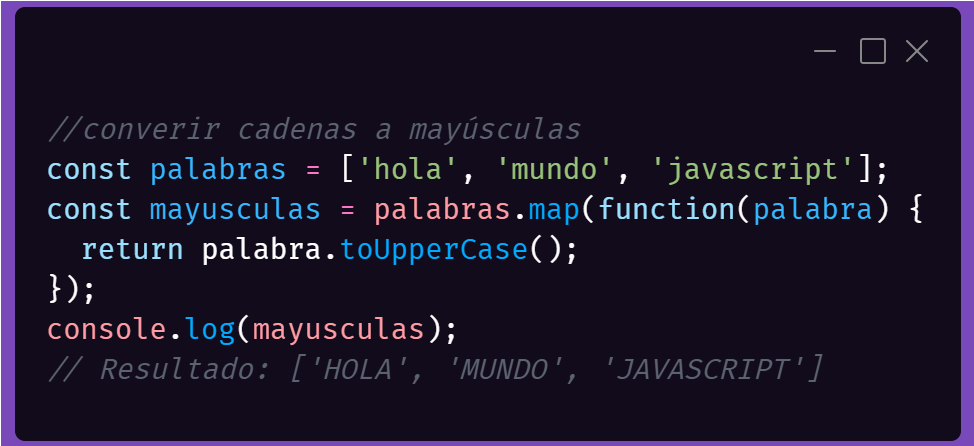 //converir cadenas a mayúsculas
const palabras = ['hola', 'mundo', 'javascript'];
const mayusculas = palabras.map(function(palabra) {
  return palabra.toUpperCase();
});
console.log(mayusculas);
// Resultado: ['HOLA', 'MUNDO', 'JAVASCRIPT']